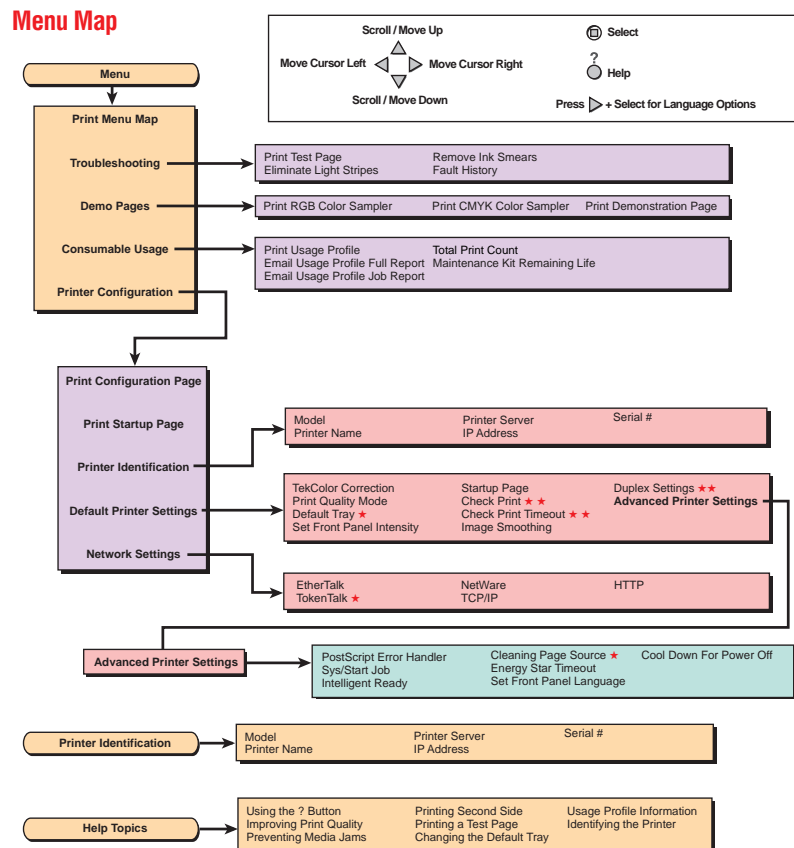 Menu Map
Scroll / Move Up
Move Cursor Left
Move Cursor Right
Scroll / Move Down
Select
?
Help
Press + Select for Language Options
Menu
Print Menu Map
Troubleshooting
Demo Pages
Consumable Usage
Printer Configuration
Print Test Page Remove Ink Smears
Eliminate Light Stripes Fault History
Print RGB Color Sampler Print CMYK Color Sampler Print Demonstration Page
Print Usage Profile Total Print Count
Email Usage Profile Full Report Maintenance Kit Remaining Life
Email Usage Profile Job Report
Print Configuration Page
Print Startup Page
Printer Identification
Default Printer Settings
Network Settings
Model Printer Server Serial #
Printer Name IP Address
TekColor Correction Startup Page Duplex Settings ★★
Print Quality Mode Check Print ★ ★ Advanced Printer Settings
Default Tray ★ Check Print Timeout ★ ★
Set Front Panel Intensity Image Smoothing
EtherTalk NetWare HTTP
TokenTalk ★ TCP/IP
Advanced Printer Settings
PostScript Error Handler Cleaning Page Source ★ Cool Down For Power Off
Sys/Start Job Energy Star Timeout
Intelligent Ready Set Front Panel Language
Printer Identification
Model Printer Server Serial #
Printer Name IP Address
Help Topics
Using the ? Button Printing Second Side Usage Profile Information
Improving Print Quality Printing a Test Page Identifying the Printer
Preventing Media Jams Changing the Default Tray